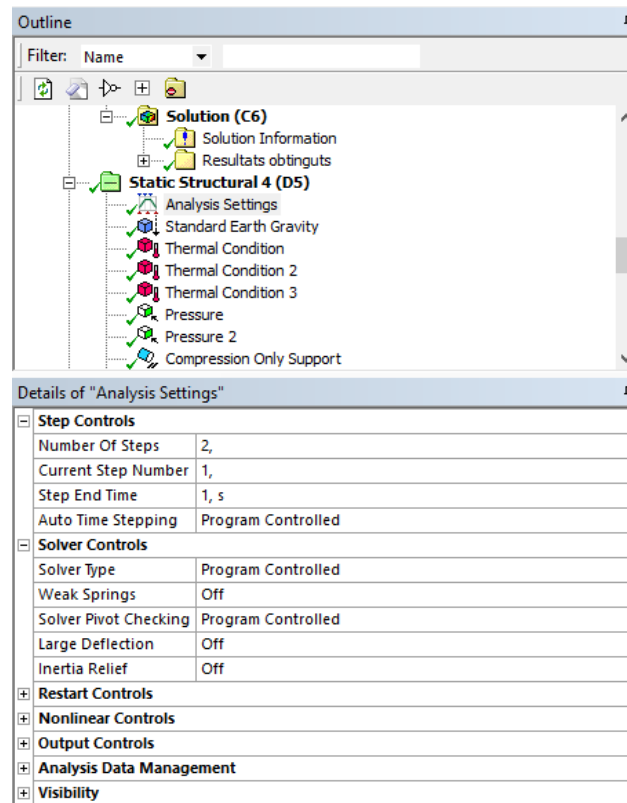 Outline
Filter: Name
Solution (C6)
Solution Information
Resultats obtinguts
Static Structural 4 (D5)
Analysis Settings
Standard Earth Gravity
Thermal Condition
Thermal Condition 2
Thermal Condition 3
Pressure
Pressure 2
Compression Only Support
Details of "Analysis Settings"
Step Controls
Number Of Steps 2,
Current Step Number 1,
Step End Time 1, s
Auto Time Stepping Program Controlled
Solver Controls
Solver Type Program Controlled
Weak Springs Off
Solver Pivot Checking Program Controlled
Large Deflection Off
Inertia Relief Off
Restart Controls
Nonlinear Controls
Output Controls
Analysis Data Management
Visibility